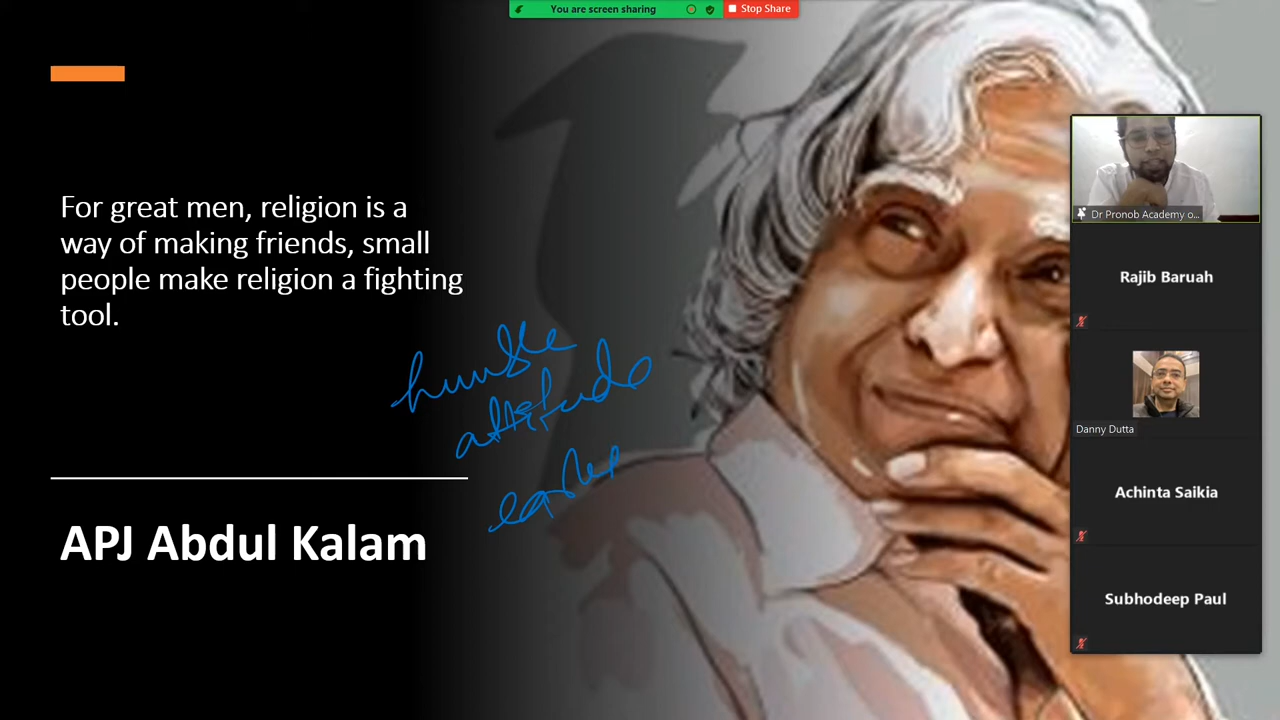 You are screen sharing
Stop Share
For great men, religion is a
way of making friends, small
people make religion a fighting
tool.
humble
attitude
APJ Abdul Kalam
Dr Pronob Academy o...
Rajib Baruah
Danny Dutta
Achinta Saikia
Subhodeep Paul